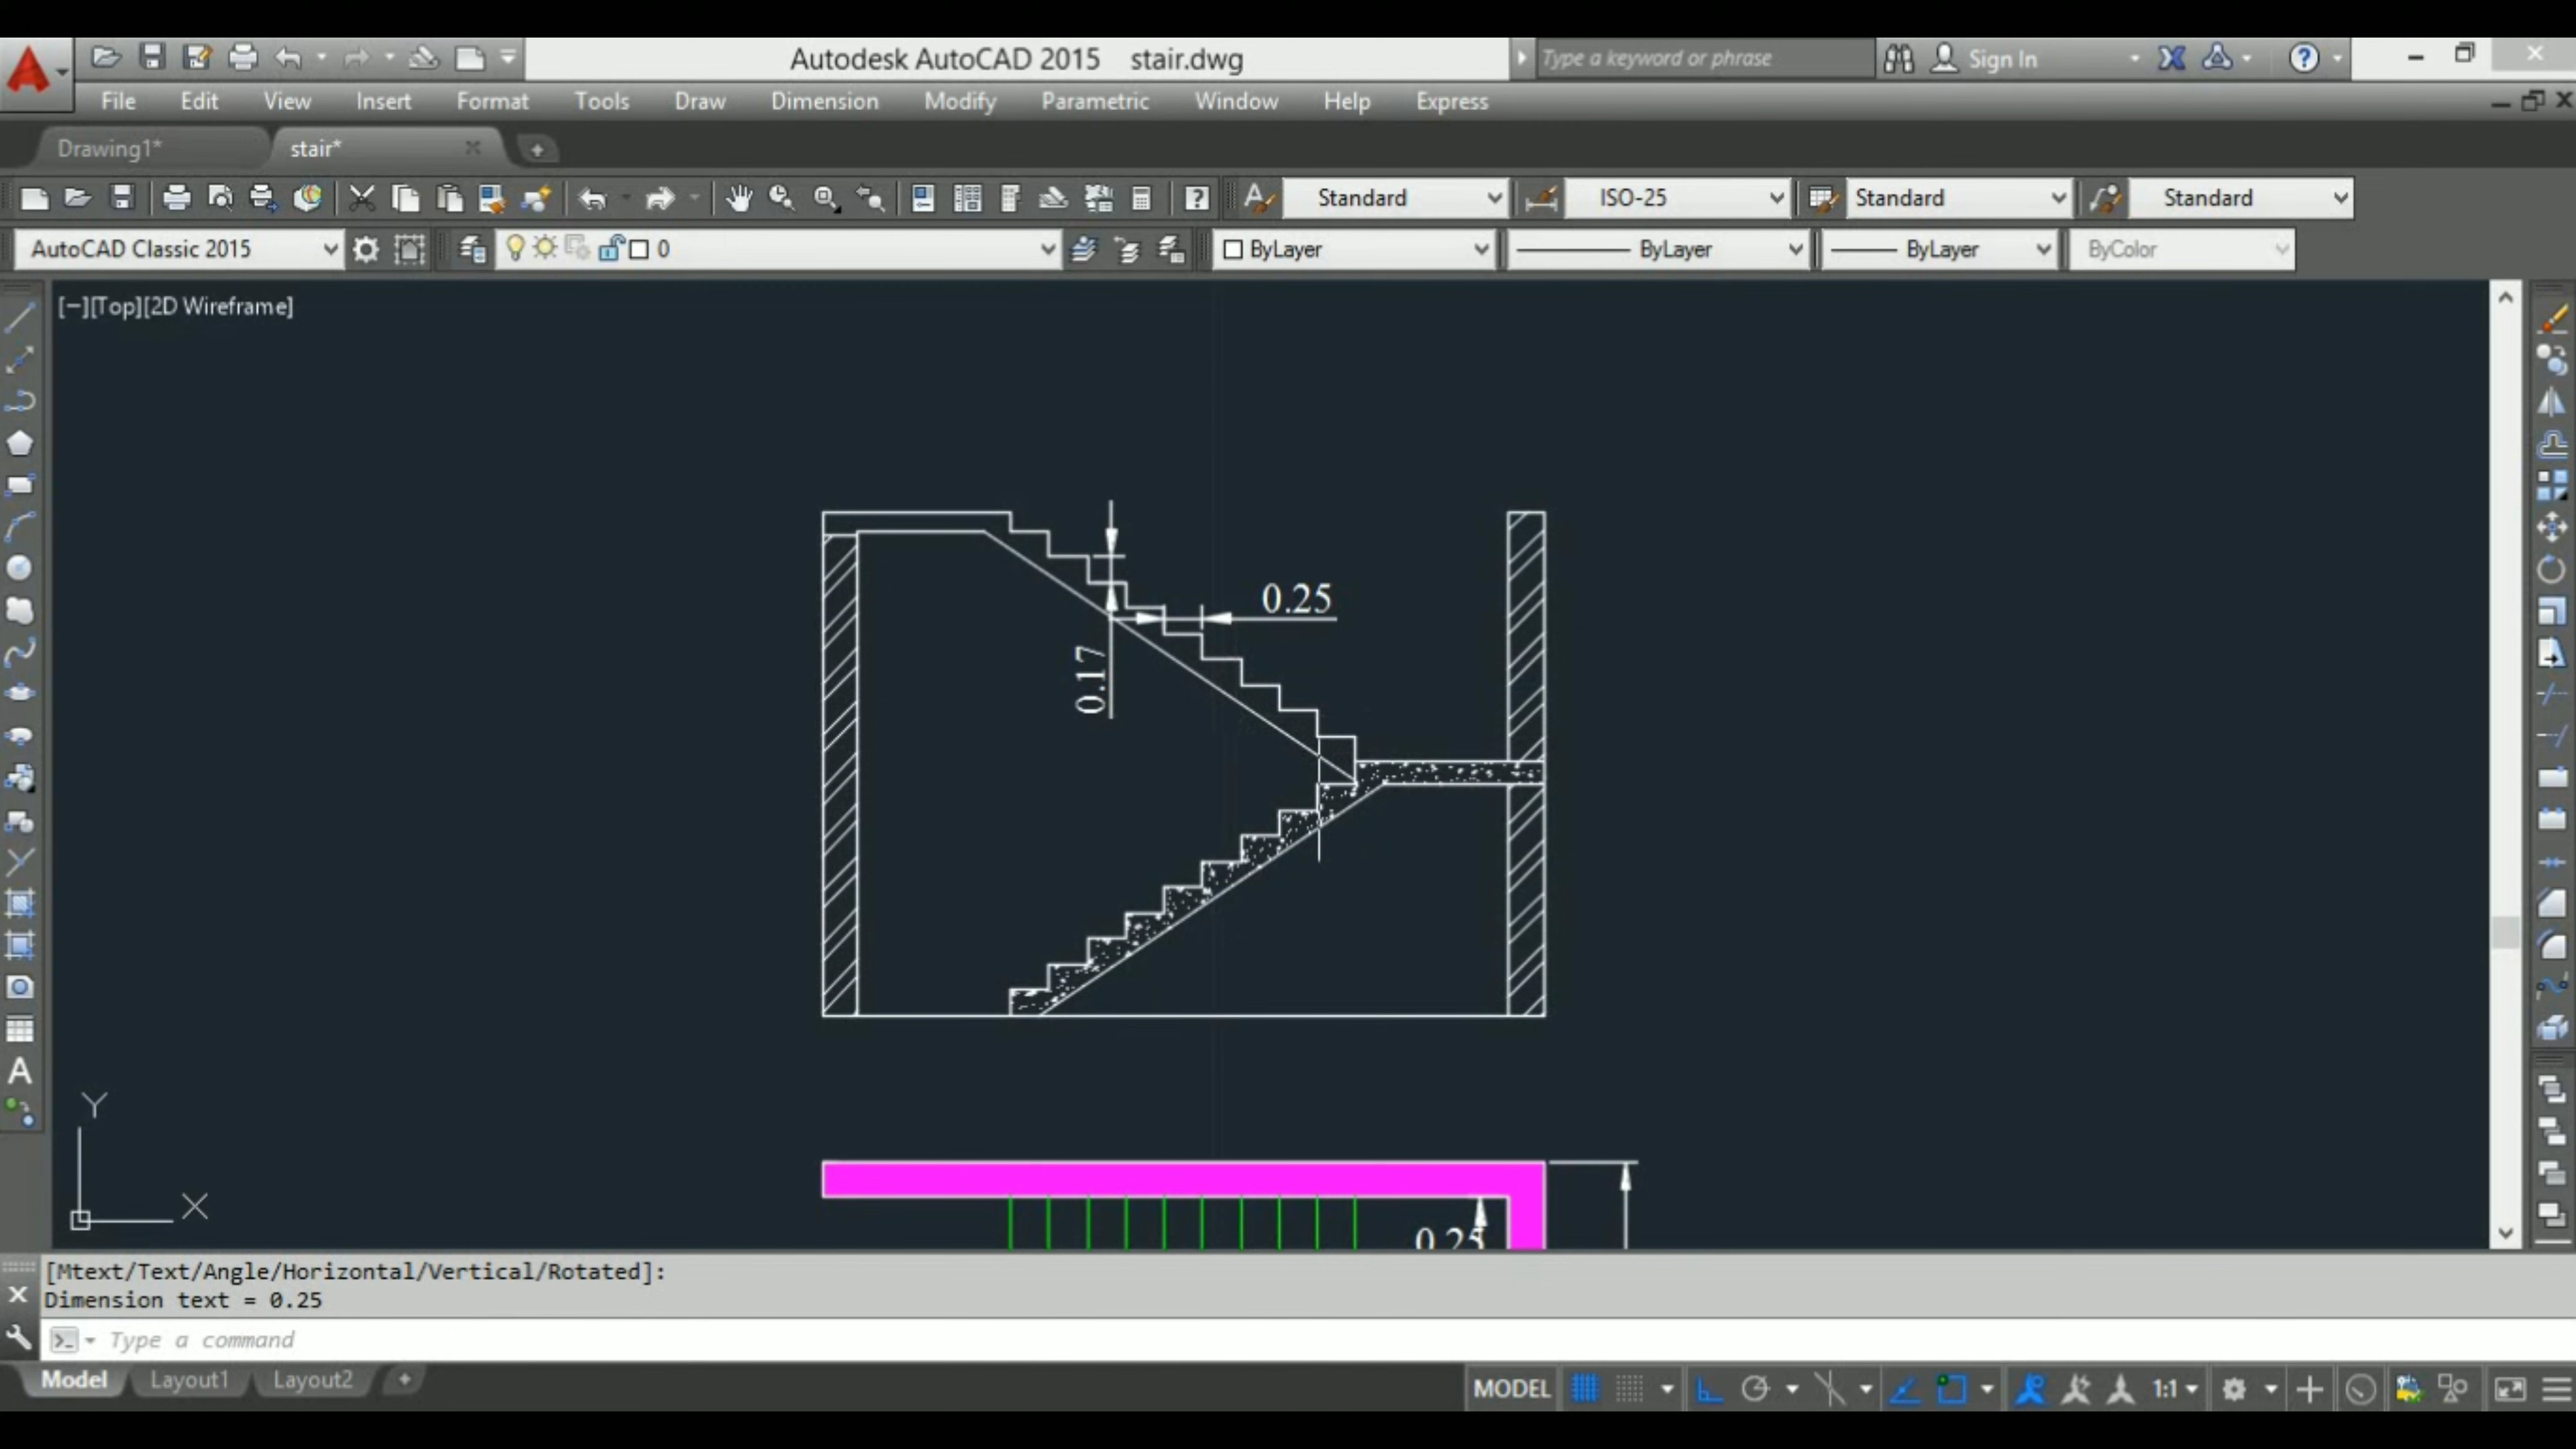 Autodesk AutoCAD 2015 stair.dwg
Type a keyword or phrase
Sign In
File Edit View Insert Format Tools Draw Dimension Modify Parametric Window Help Express
Drawing1*
stair*
Standard
ISO-25
Standard
Standard
AutoCAD Classic 2015
0
ByLayer
ByLayer
ByLayer
ByColor
[−][Top][2D Wireframe]
0.25
0.17
Y
X
0.25
[Mtext/Text/Angle/Horizontal/Vertical/Rotated]:
Dimension text = 0.25
Type a command
Model Layout1 Layout2
MODEL
1:1